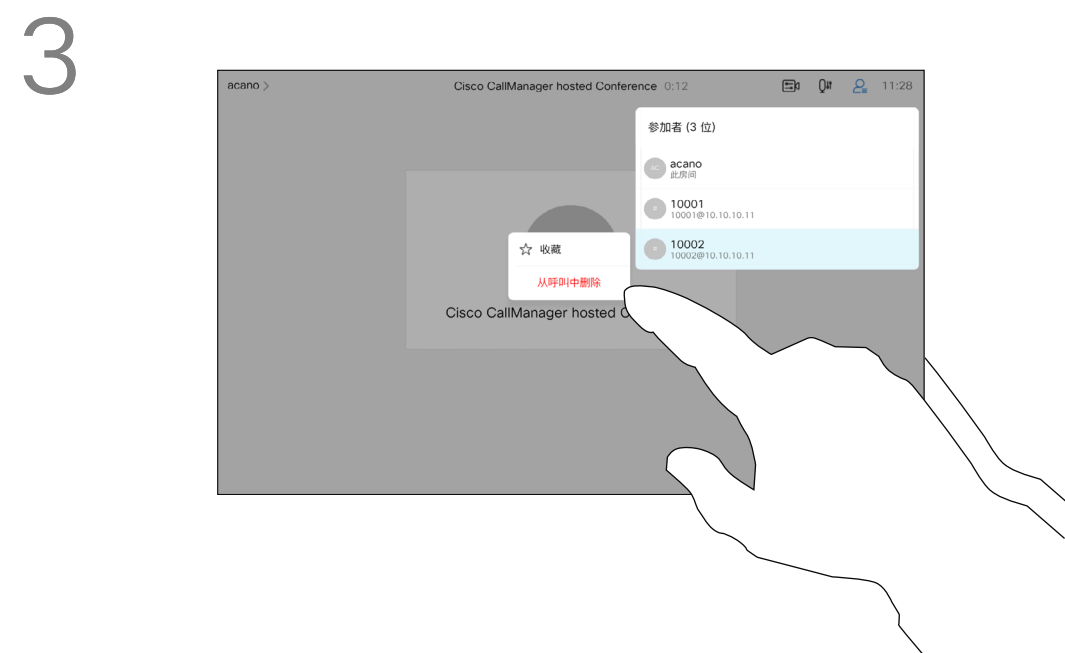 3
acano >
Cisco CallManager hosted Conference 0:12
11:28
参加者 (3 位)
AC
acano
此房间
10001
10001@10.10.10.11
10002
10002@10.10.10.11
收藏
从呼叫中删除
Cisco CallManager hosted C